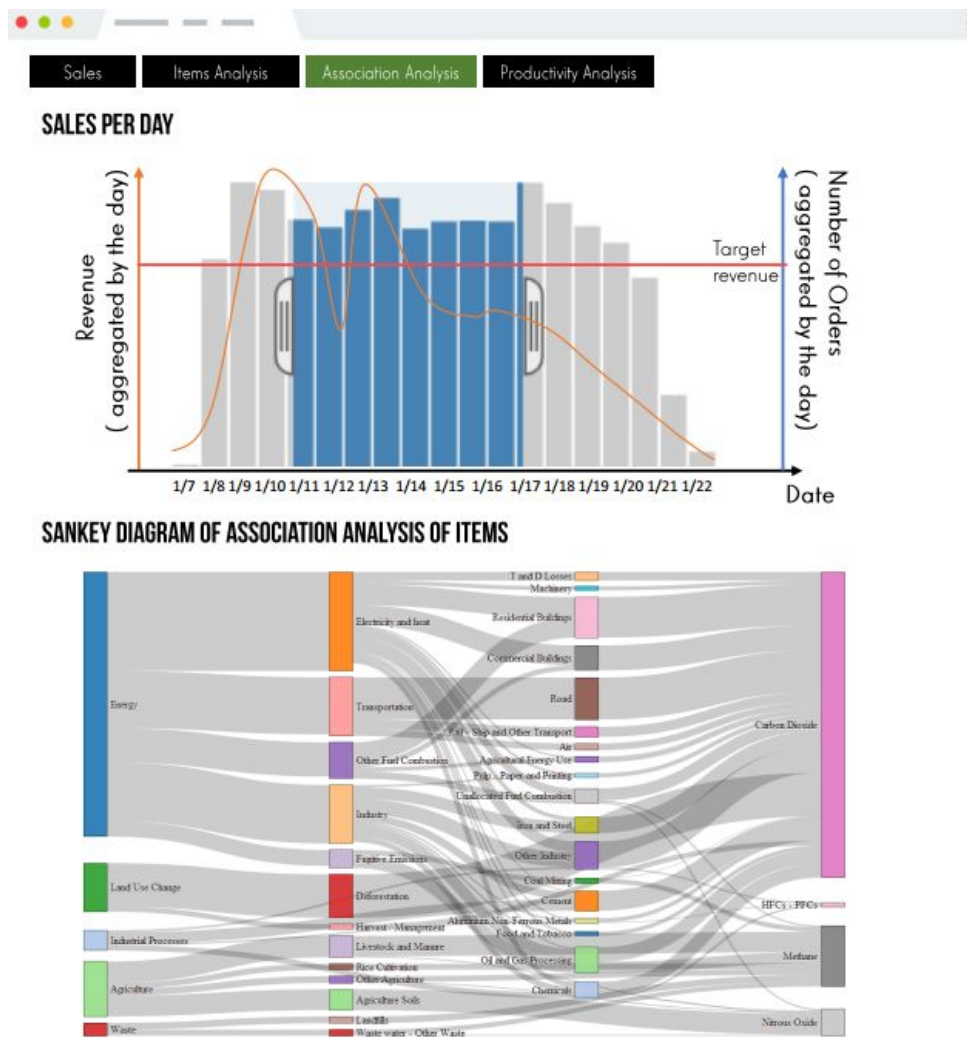 Sales
Items Analysis
Association Analysis
Productivity Analysis
SALES PER DAY
Revenue
( aggregated by the day)
Number of Orders
( aggregated by the day)
Target
revenue
1/7 1/8 1/9 1/10 1/11 1/12 1/13 1/14 1/15 1/16 1/17 1/18 1/19 1/20 1/21 1/22
Date
SANKEY DIAGRAM OF ASSOCIATION ANALYSIS OF ITEMS
Energy
Land Use Change
Industrial Processes
Agriculture
Waste
Electricity and heat
Transportation
Other Fuel Combustion
Industry
Fugitive Emissions
Deforestation
Harvest - Management
Livestock and Manure
Rice Cultivation
Other Agriculture
Agriculture Soils
Landfills
Waste water - Other Waste
T and D Losses
Machinery
Residential Buildings
Commercial Buildings
Road
Rail - Ship and Other Transport
Air
Agricultural Energy Use
Pulp - Paper and Printing
Unallocated Fuel Combustion
Iron and Steel
Other Industry
Coal Mining
Cement
Aluminium Non-Ferrous Metals
Food and Tobacco
Oil and Gas Processing
Chemicals
Carbon Dioxide
HFCs - PFCs
Methane
Nitrous Oxide